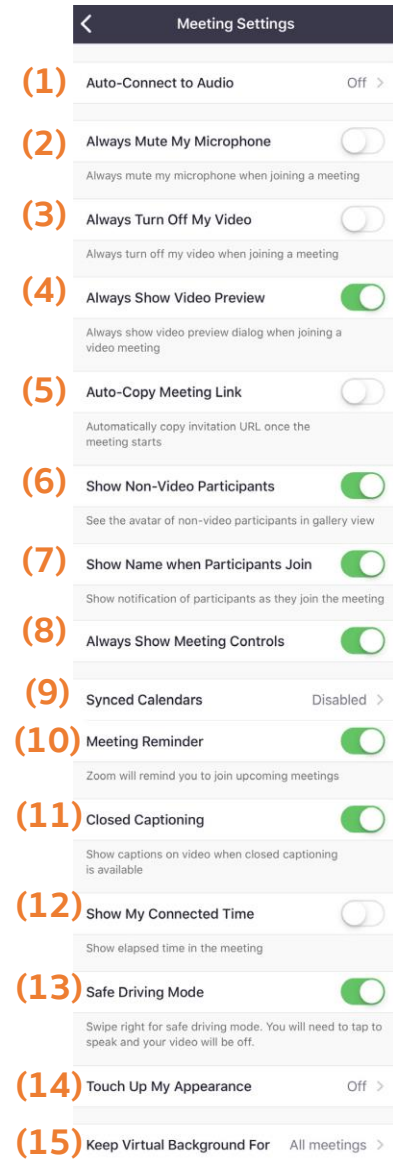 Meeting Settings
(1) Auto-Connect to Audio Off
(2) Always Mute My Microphone
Always mute my microphone when joining a meeting
(3) Always Turn Off My Video
Always turn off my video when joining a meeting
(4) Always Show Video Preview
Always show video preview dialog when joining a
video meeting
(5) Auto-Copy Meeting Link
Automatically copy invitation URL once the
meeting starts
(6) Show Non-Video Participants
See the avatar of non-video participants in gallery view
(7) Show Name when Participants Join
Show notification of participants as they join the meeting
(8) Always Show Meeting Controls
(9) Synced Calendars Disabled
(10) Meeting Reminder
Zoom will remind you to join upcoming meetings
(11) Closed Captioning
Show captions on video when closed captioning
is available
(12) Show My Connected Time
Show elapsed time in the meeting
(13) Safe Driving Mode
Swipe right for safe driving mode. You will need to tap to
speak and your video will be off.
(14) Touch Up My Appearance Off
(15) Keep Virtual Background For All meetings